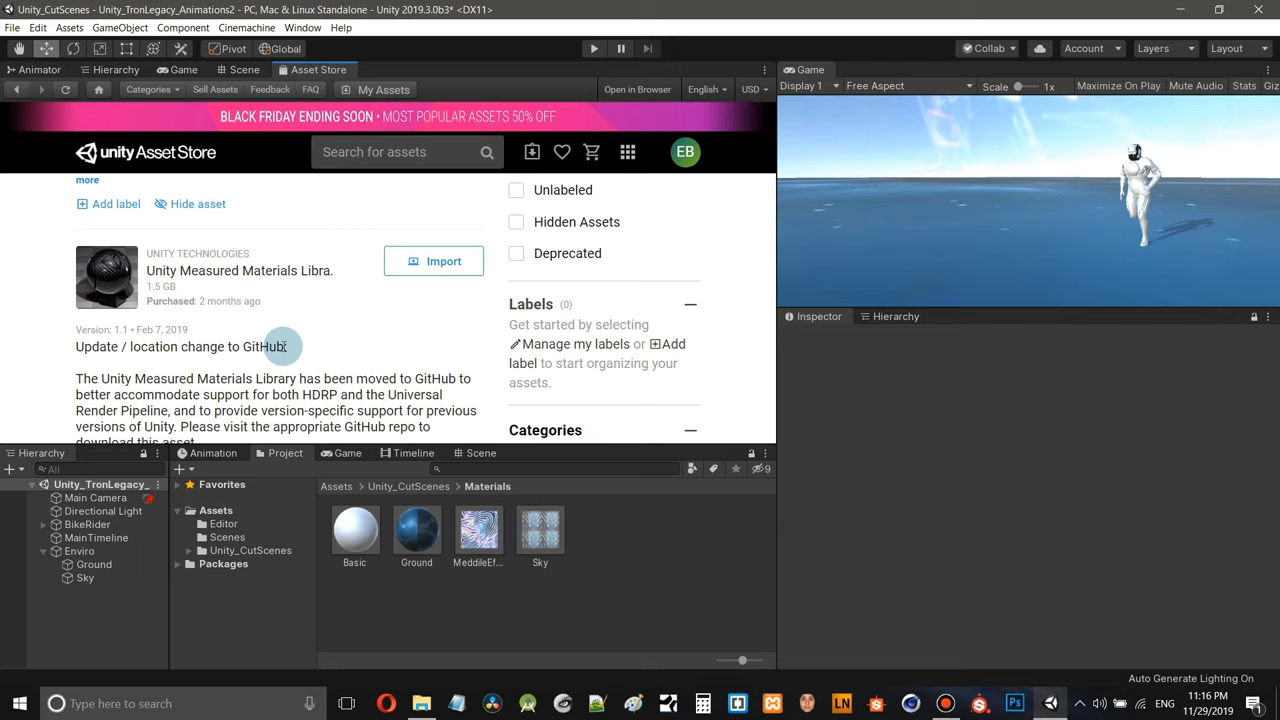 Unity_CutScenes - Unity_TronLegacy_Animations2 - PC, Mac & Linux Standalone - Unity 2019.3.0b3* <DX11>
File Edit Assets GameObject Component Cinemachine Window Help
Pivot Global Collab Account Layers Layout
Animator Hierarchy Game Scene Asset Store
Categories Sell Assets Feedback FAQ My Assets Open in Browser English USD
BLACK FRIDAY ENDING SOON • MOST POPULAR ASSETS 50% OFF
unity Asset Store Search for assets EB
more
Add label Hide asset
UNITY TECHNOLOGIES
Unity Measured Materials Libra.
1.5 GB
Purchased: 2 months ago
Import
Version: 1.1 • Feb 7, 2019
Update / location change to GitHub:
The Unity Measured Materials Library has been moved to GitHub to
better accommodate support for both HDRP and the Universal
Render Pipeline, and to provide version-specific support for previous
versions of Unity. Please visit the appropriate GitHub repo to
download this asset
Unlabeled
Hidden Assets
Deprecated
Labels (0)
Get started by selecting
Manage my labels or Add
label to start organizing your
assets.
Categories
Game
Display 1 Free Aspect Scale 1x Maximize On Play Mute Audio Stats Giz
Inspector Hierarchy
Hierarchy
All
Unity_TronLegacy_
Main Camera
Directional Light
BikeRider
MainTimeline
Enviro
Ground
Sky
Animation Project Game Timeline Scene
9
Favorites
Assets
Editor
Scenes
Unity_CutScenes
Packages
Assets Unity_CutScenes Materials
Basic Ground MeddileEf... Sky
Auto Generate Lighting On
Type here to search
LN
Ps
ENG
11:16 PM
11/29/2019